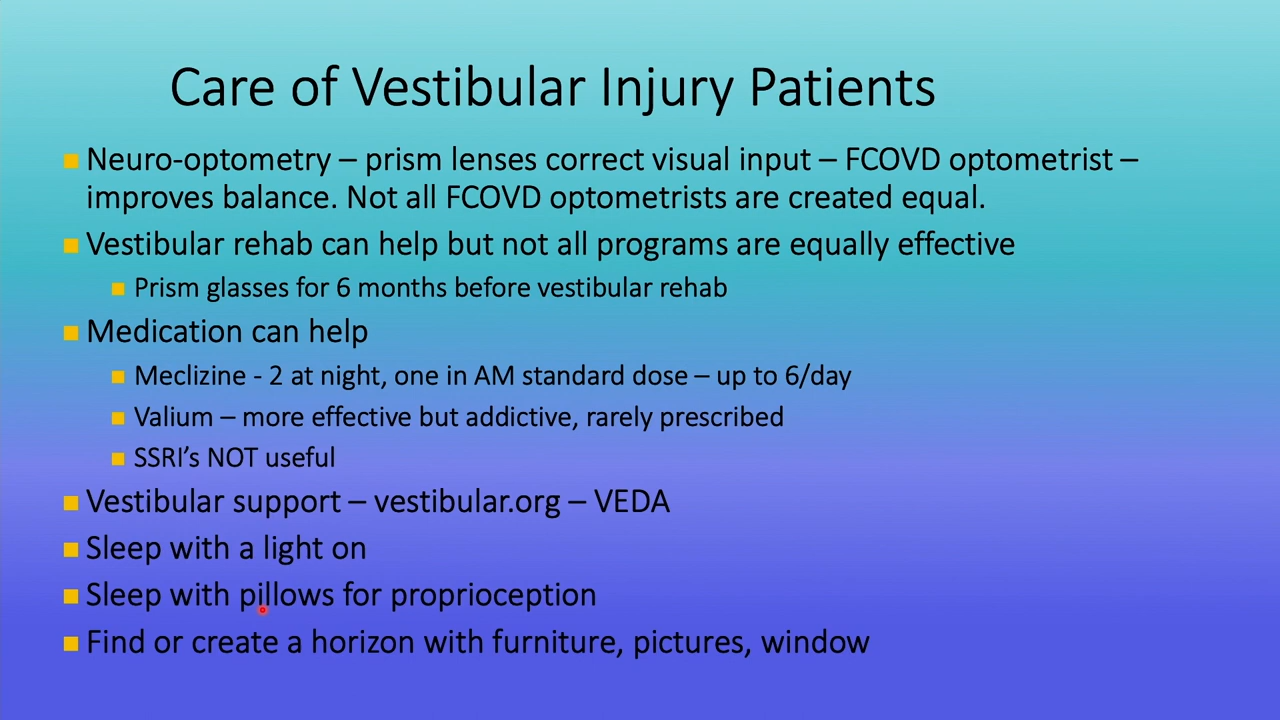 Care of Vestibular Injury Patients
■ Neuro-optometry – prism lenses correct visual input – FCOVD optometrist –
improves balance. Not all FCOVD optometrists are created equal.
■ Vestibular rehab can help but not all programs are equally effective
■ Prism glasses for 6 months before vestibular rehab
■ Medication can help
■ Meclizine - 2 at night, one in AM standard dose – up to 6/day
■ Valium – more effective but addictive, rarely prescribed
■ SSRI’s NOT useful
■ Vestibular support – vestibular.org – VEDA
■ Sleep with a light on
■ Sleep with pillows for proprioception
■ Find or create a horizon with furniture, pictures, window